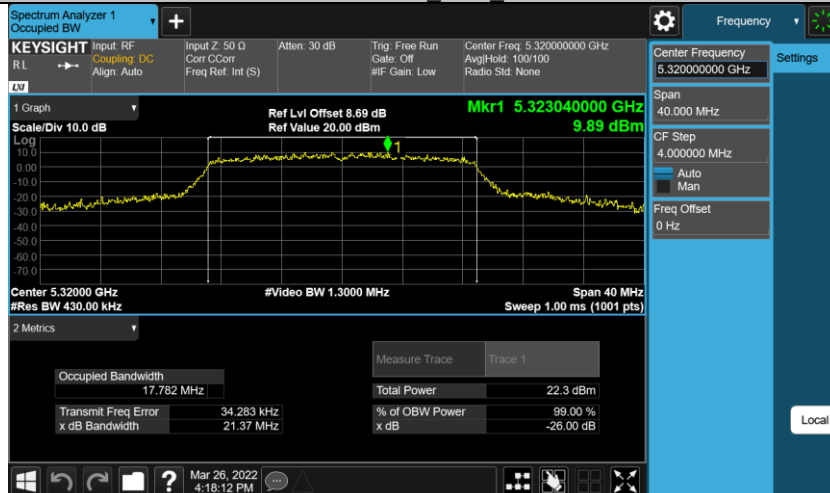 Spectrum Analyzer 1
Occupied BW
Frequency
KEYSIGHT
RL
LXI
Input: RF
Coupling: DC
Align: Auto
Input Z: 50 Ω
Corr CCorr
Freq Ref: Int (S)
Atten: 30 dB
Trig: Free Run
Gate: Off
#IF Gain: Low
Center Freq: 5.320000000 GHz
Avg|Hold: 100/100
Radio Std: None
Center Frequency
5.320000000 GHz
Settings
Span
40.000 MHz
CF Step
4.000000 MHz
Auto
Man
Freq Offset
0 Hz
Local
1 Graph
Scale/Div 10.0 dB
Ref Lvl Offset 8.69 dB
Ref Value 20.00 dBm
Mkr1 5.323040000 GHz
9.89 dBm
Log
10.0
0.00
-10.0
-20.0
-30.0
-40.0
-50.0
-60.0
-70.0
1
Center 5.32000 GHz
#Res BW 430.00 kHz
#Video BW 1.3000 MHz
Span 40 MHz
Sweep 1.00 ms (1001 pts)
2 Metrics
Measure Trace Trace 1
Occupied Bandwidth
17.782 MHz
Total Power 22.3 dBm
Transmit Freq Error 34.283 kHz
% of OBW Power 99.00 %
x dB Bandwidth 21.37 MHz
x dB -26.00 dB
?
Mar 26, 2022
4:18:12 PM